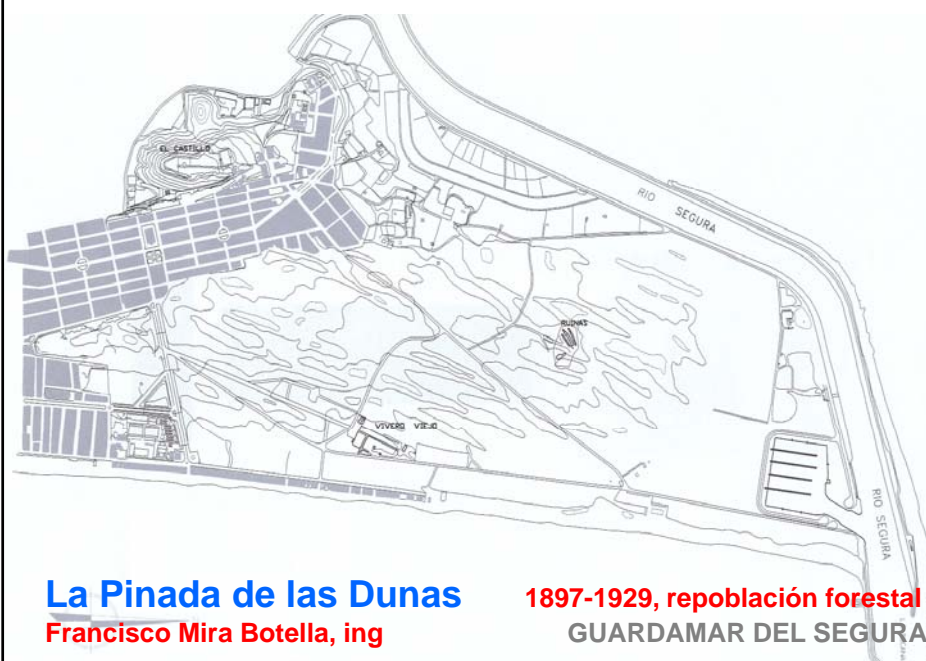 EL CASTILLO
RIO SEGURA
RUINAS
VIVERO VIEJO
RIO SEGURA
La Pinada de las Dunas
1897-1929, repoblación forestal
Francisco Mira Botella, ing
GUARDAMAR DEL SEGURA